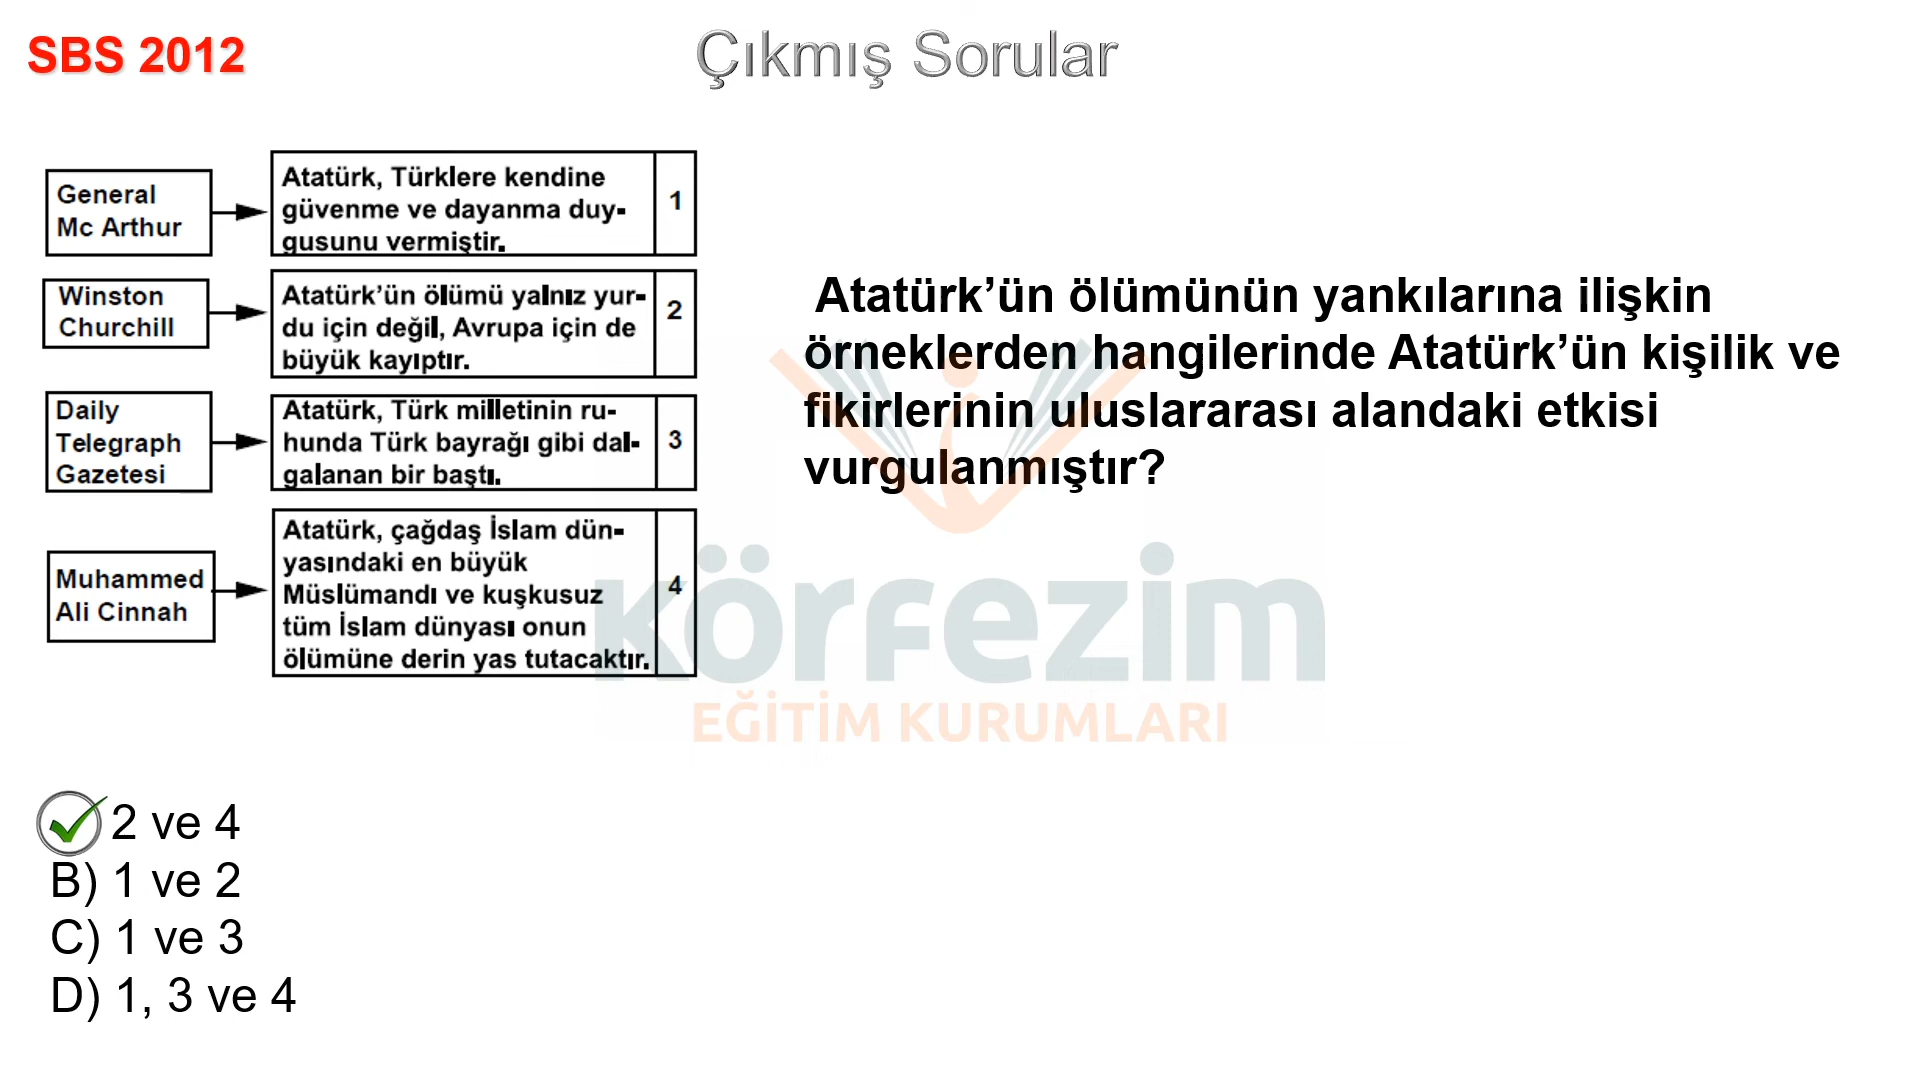 SBS 2012
Çıkmış Sorular
General
Mc Arthur
Atatürk, Türklere kendine
güvenme ve dayanma duy-
gusunu vermiştir.
1
Winston
Churchill
Atatürk’ün ölümü yalnız yur-
du için değil, Avrupa için de
büyük kayıptır.
2
Daily
Telegraph
Gazetesi
Atatürk, Türk milletinin ru-
hunda Türk bayrağı gibi dal-
galanan bir baştı.
3
Muhammed
Ali Cinnah
Atatürk, çağdaş İslam dün-
yasındaki en büyük
Müslümandı ve kuşkusuz
tüm İslam dünyası onun
ölümüne derin yas tutacaktır.
4
Atatürk’ün ölümünün yankılarına ilişkin
örneklerden hangilerinde Atatürk’ün kişilik ve
fikirlerinin uluslararası alandaki etkisi
vurgulanmıştır?
körfezim
EĞİTİM KURUMLARI
2 ve 4
B) 1 ve 2
C) 1 ve 3
D) 1, 3 ve 4